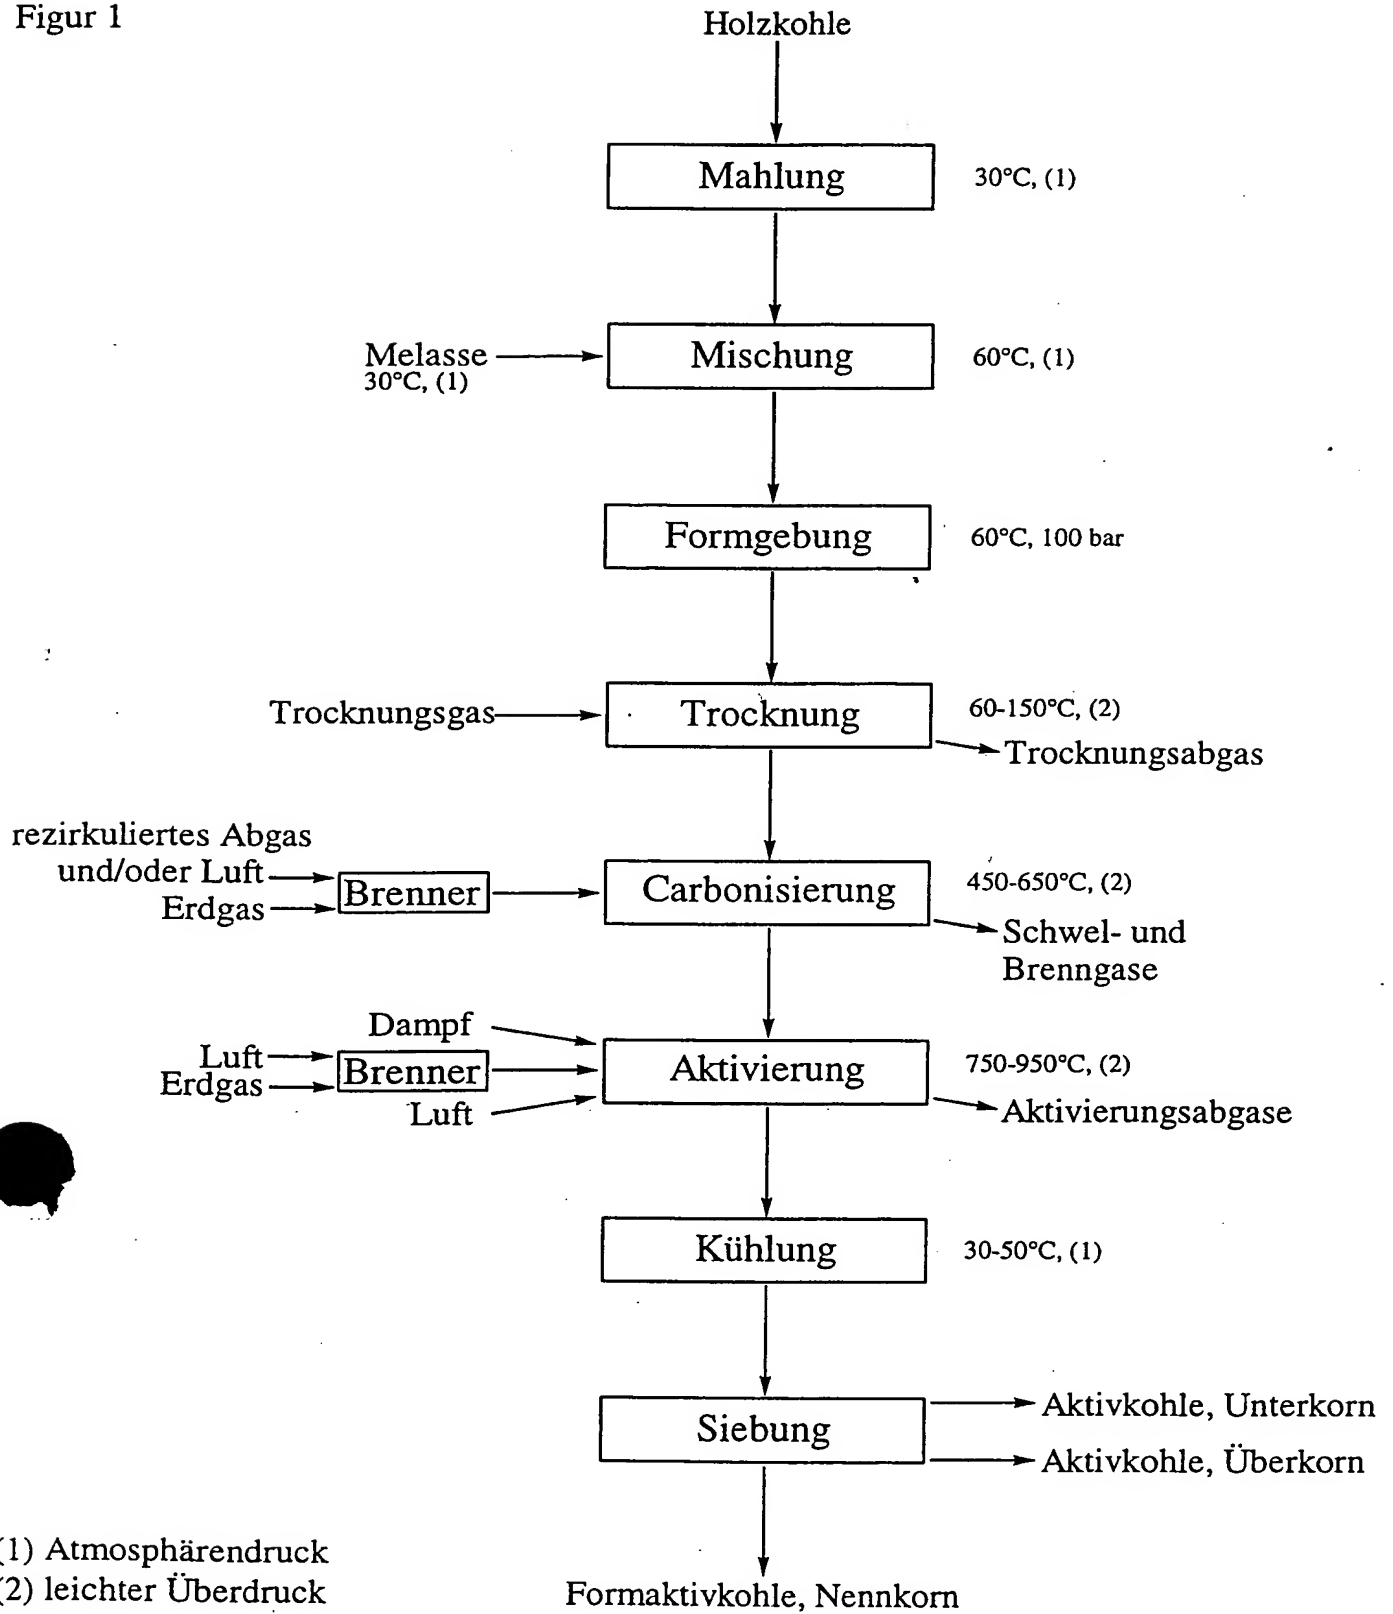 Figur 1
Holzkohle
Mahlung
30°C, (1)
Melasse
30°C, (1)
Mischung
60°C, (1)
Formgebung
60°C, 100 bar
Trocknungsgas
Trocknung
60-150°C, (2)
Trocknungsabgas
rezirkuliertes Abgas
und/oder Luft
Erdgas
Brenner
Carbonisierung
450-650°C, (2)
Schwel- und
Brenngase
Dampf
Luft
Erdgas
Brenner
Luft
Aktivierung
750-950°C, (2)
Aktivierungsabgase
Kühlung
30-50°C, (1)
Siebung
Aktivkohle, Unterkorn
Aktivkohle, Überkorn
(1) Atmosphärendruck
(2) leichter Überdruck
Formaktivkohle, Nennkorn